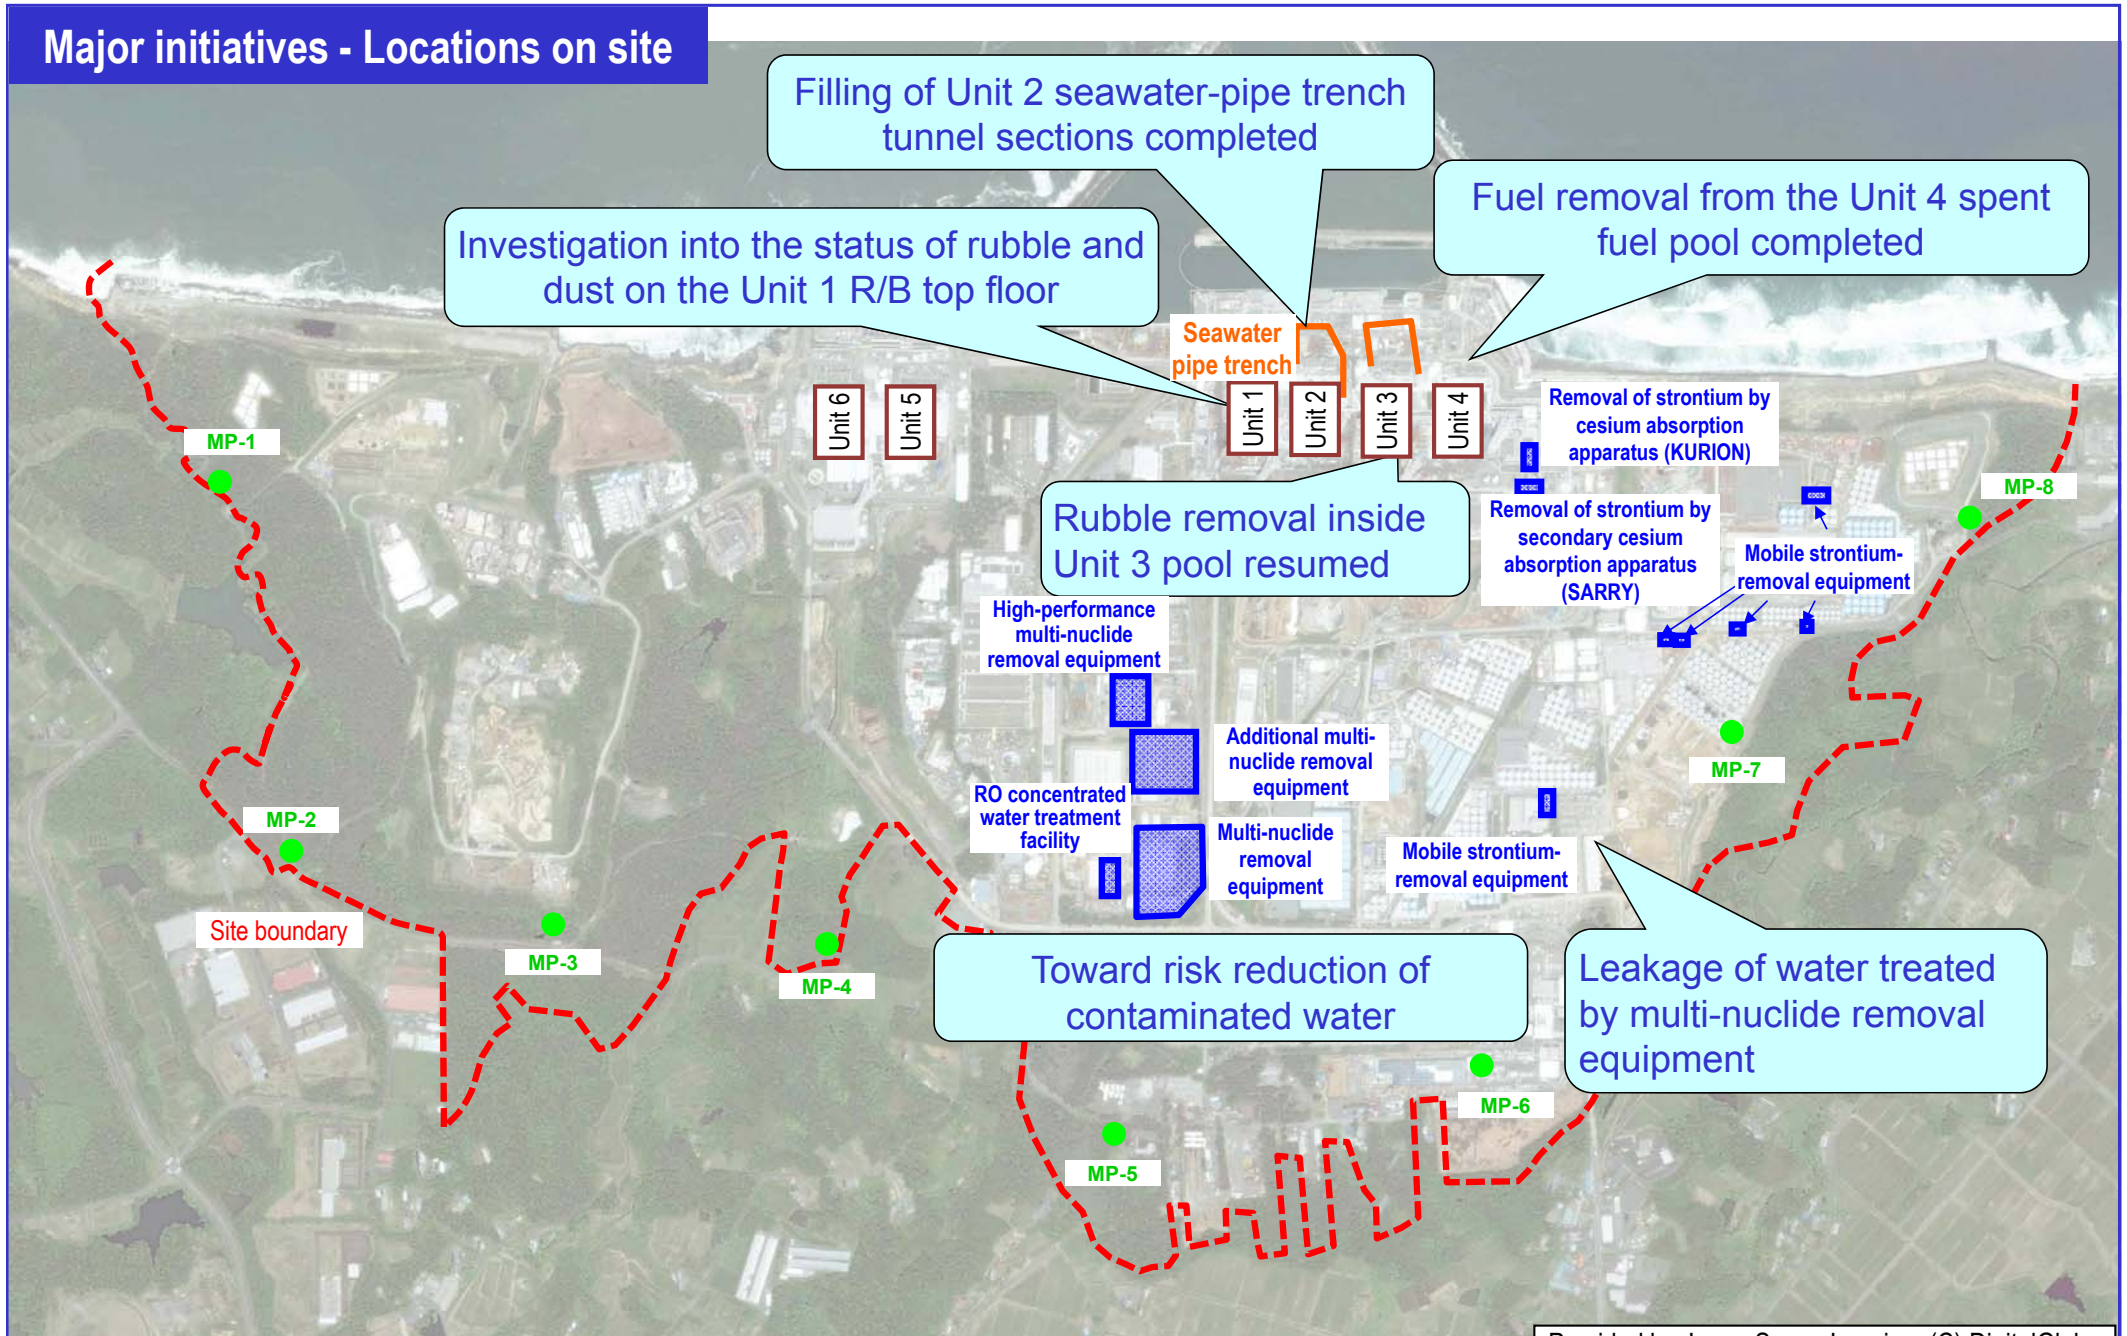 Major initiatives - Locations on site
Filling of Unit 2 seawater-pipe trench
tunnel sections completed
Fuel removal from the Unit 4 spent
fuel pool completed
Investigation into the status of rubble and
dust on the Unit 1 R/B top floor
Seawater
pipe trench
Unit 6
Unit 5
Unit 1
Unit 2
Unit 3
Unit 4
Removal of strontium by
cesium absorption
apparatus (KURION)
MP-1
MP-8
Rubble removal inside
Unit 3 pool resumed
Removal of strontium by
secondary cesium
absorption apparatus
(SARRY)
Mobile strontium-
removal equipment
High-performance
multi-nuclide
removal equipment
Additional multi-
nuclide removal
equipment
MP-7
RO concentrated
water treatment
facility
MP-2
Multi-nuclide
removal
equipment
Mobile strontium-
removal equipment
Site boundary
MP-3
MP-4
Toward risk reduction of
contaminated water
Leakage of water treated
by multi-nuclide removal
equipment
MP-6
MP-5